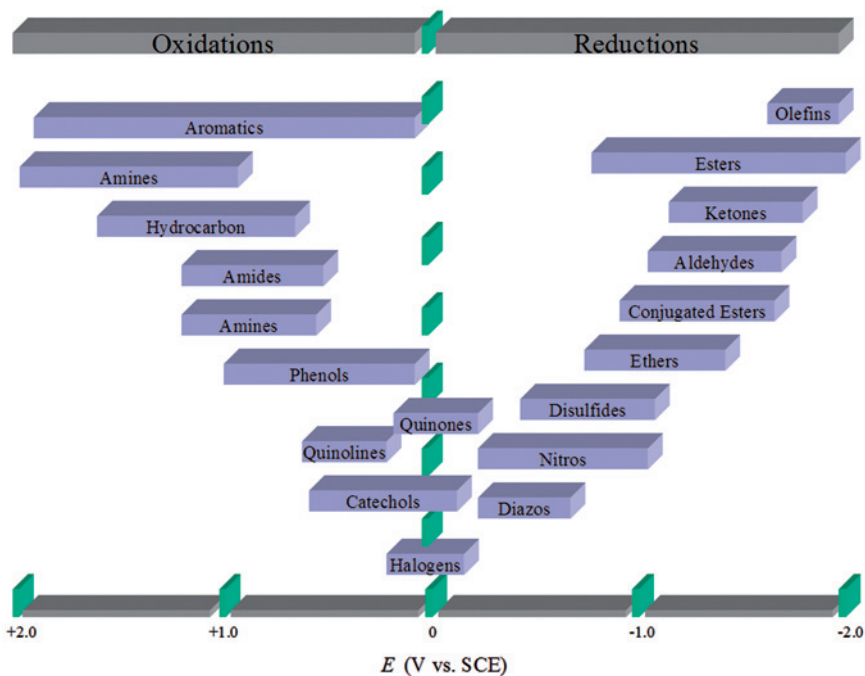 Oxidations
Reductions
Olefins
Aromatics
Esters
Amines
Ketones
Hydrocarbon
Aldehydes
Amides
Conjugated Esters
Amines
Ethers
Phenols
Disulfides
Quinones
Quinolines
Nitros
Catechols
Diazos
Halogens
+2.0
+1.0
0
-1.0
-2.0
E (V vs. SCE)